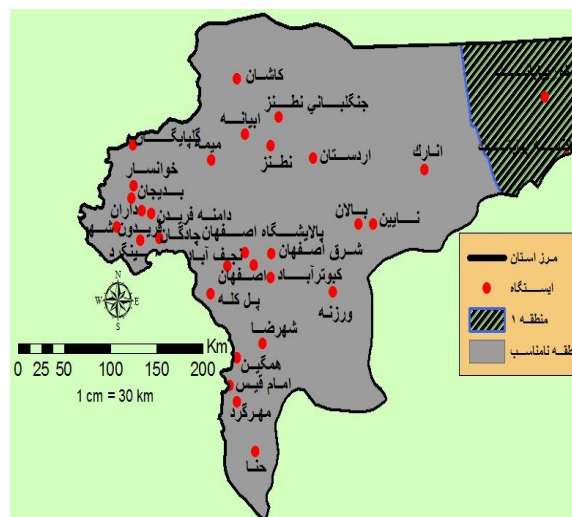 کاشان
جنگلبانی نطنز
ابیانه
گلپایگان
میمه
نطنز
اردستان
انارک
خوانسار
بدیجان
داران
دامنه فریدن
بالان
نایین
پالایشگاه اصفهان
چادگان
شرق اصفهان
نجف آباد
اصفهان
کبوترآباد
پل کله
ورزنه
شهرضا
همگین
امام قیس
مهرگرد
حنا
N
W E
S
Km
0 25 50 100 150 200
1 cm = 30 km
مرز استان
ایستگاه
منطقه ۱
نامناسب